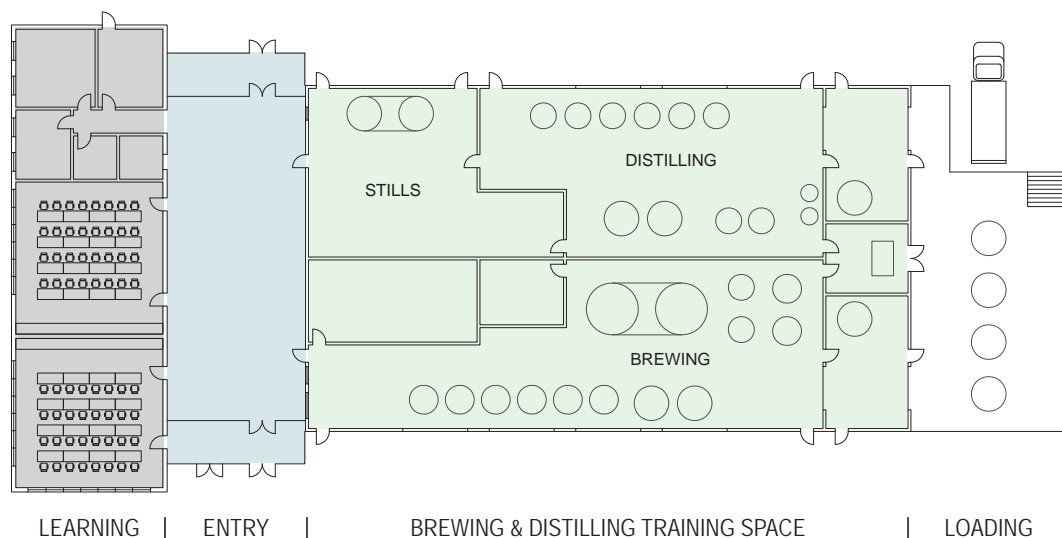 DISTILLING
STILLS
BREWING
LEARNING | ENTRY | BREWING & DISTILLING TRAINING SPACE | LOADING